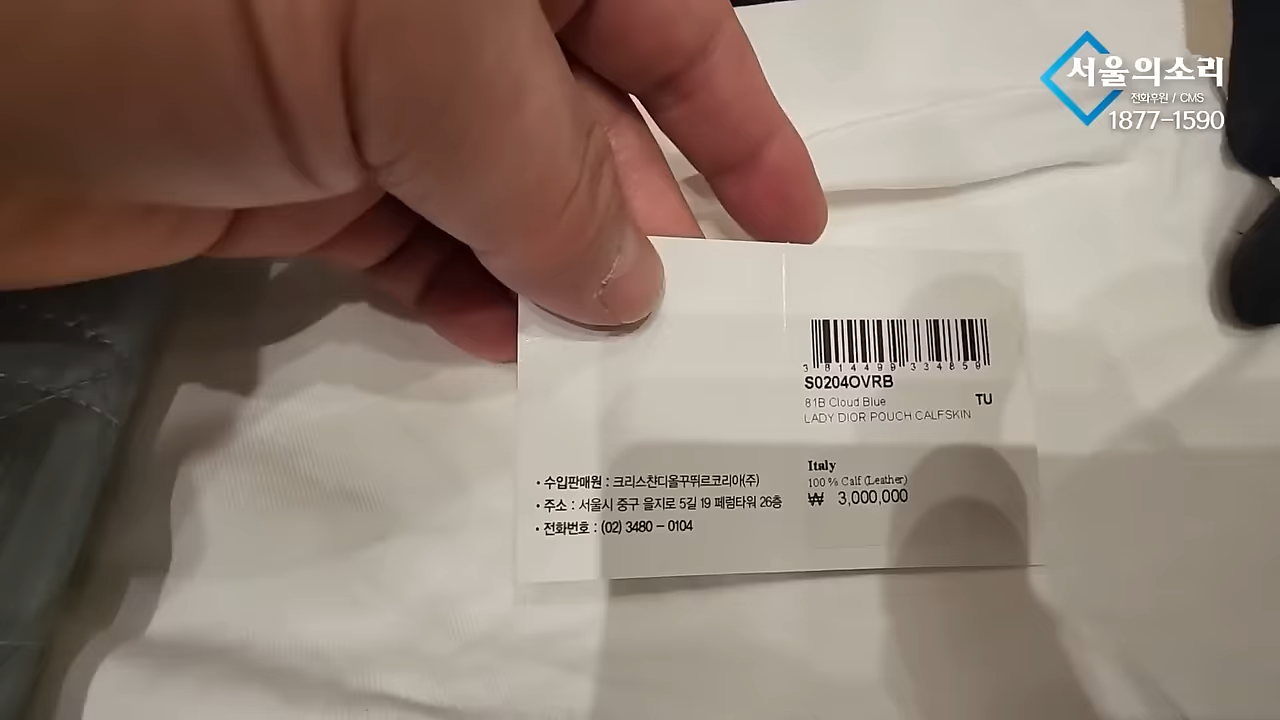 서울의소리
전화후원 / CMS
1877-1590
3 614499 334859
S0204OVRB
81B Cloud Blue
TU
LADY DIOR POUCH CALFSKIN
Italy
100 % Calf (Leather)
₩ 3,000,000
• 수입판매원 : 크리스챤디올꾸뛰르코리아(주)
• 주소 : 서울시 중구 을지로 5길 19 페럼타워 26층
• 전화번호 : (02) 3480 - 0104